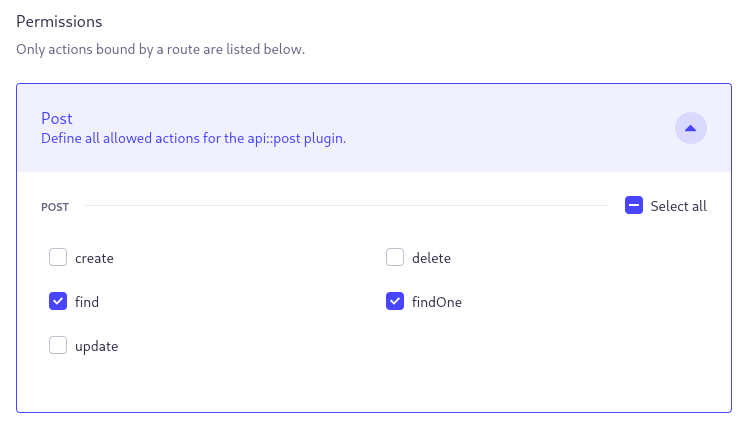 Permissions
Only actions bound by a route are listed below.
Post
Define all allowed actions for the api::post plugin.
POST
Select all
create
delete
find
findOne
update